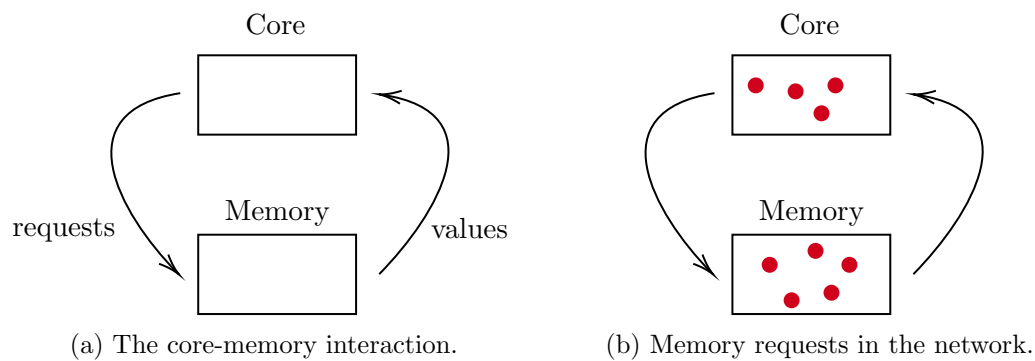 Core
Memory
requests
values
(a) The core-memory interaction.
Core
Memory
(b) Memory requests in the network.